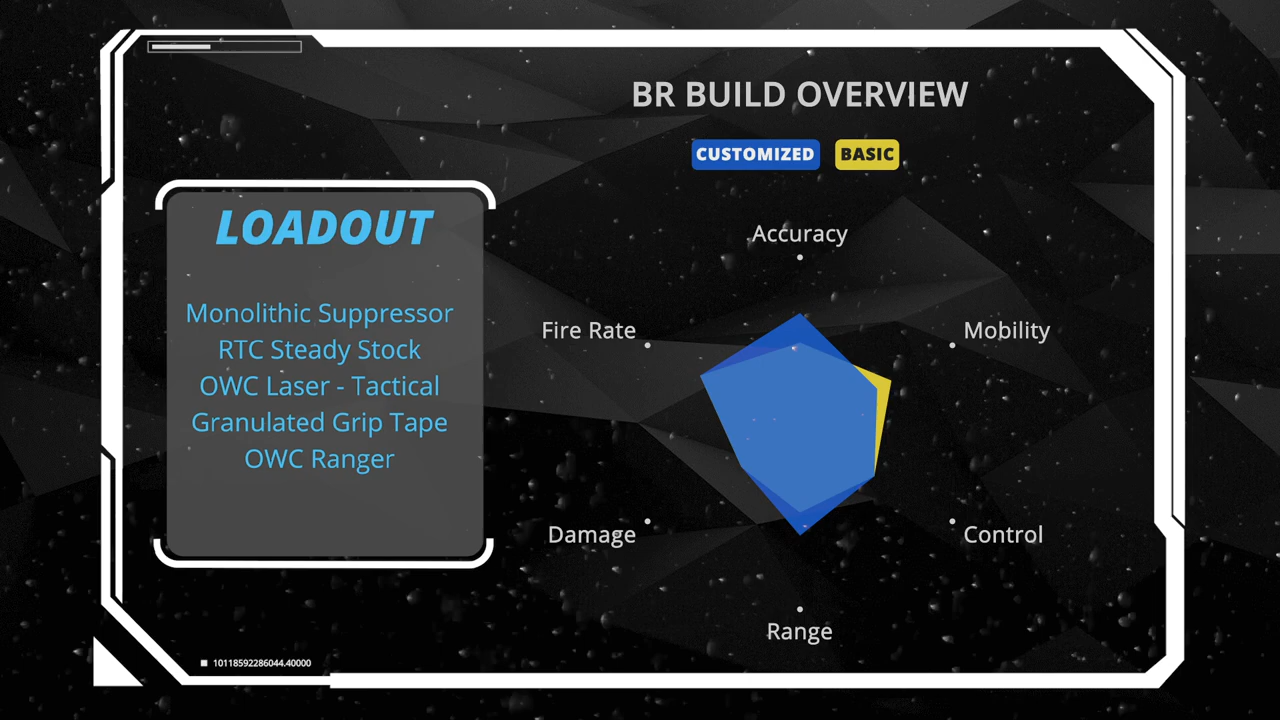 BR BUILD OVERVIEW
CUSTOMIZED BASIC
LOADOUT
Monolithic Suppressor
RTC Steady Stock
OWC Laser - Tactical
Granulated Grip Tape
OWC Ranger
Accuracy
Fire Rate
Mobility
Damage
Control
Range
10118592286044.40000